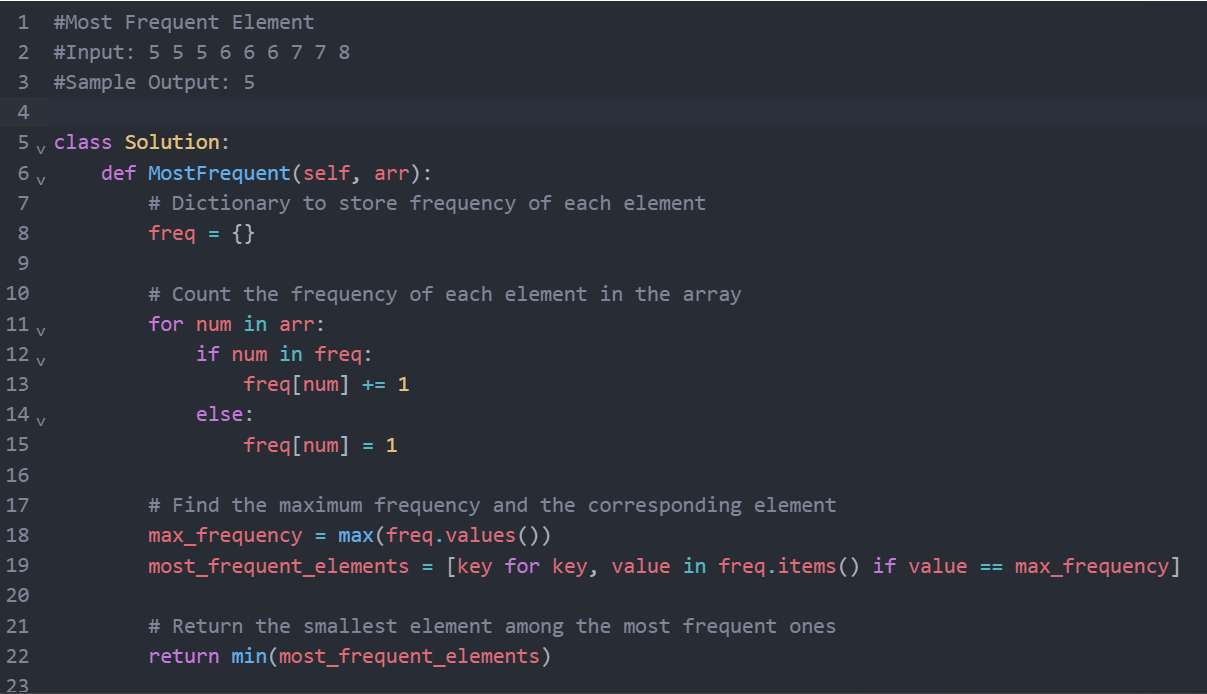 1 #Most Frequent Element
2 #Input: 5 5 5 6 6 6 7 7 8
3 #Sample Output: 5
4
5 v class Solution:
6 v     def MostFrequent(self, arr):
7         # Dictionary to store frequency of each element
8         freq = {}
9
10         # Count the frequency of each element in the array
11 v         for num in arr:
12 v             if num in freq:
13                 freq[num] += 1
14 v             else:
15                 freq[num] = 1
16
17         # Find the maximum frequency and the corresponding element
18         max_frequency = max(freq.values())
19         most_frequent_elements = [key for key, value in freq.items() if value == max_frequency]
20
21         # Return the smallest element among the most frequent ones
22         return min(most_frequent_elements)
23